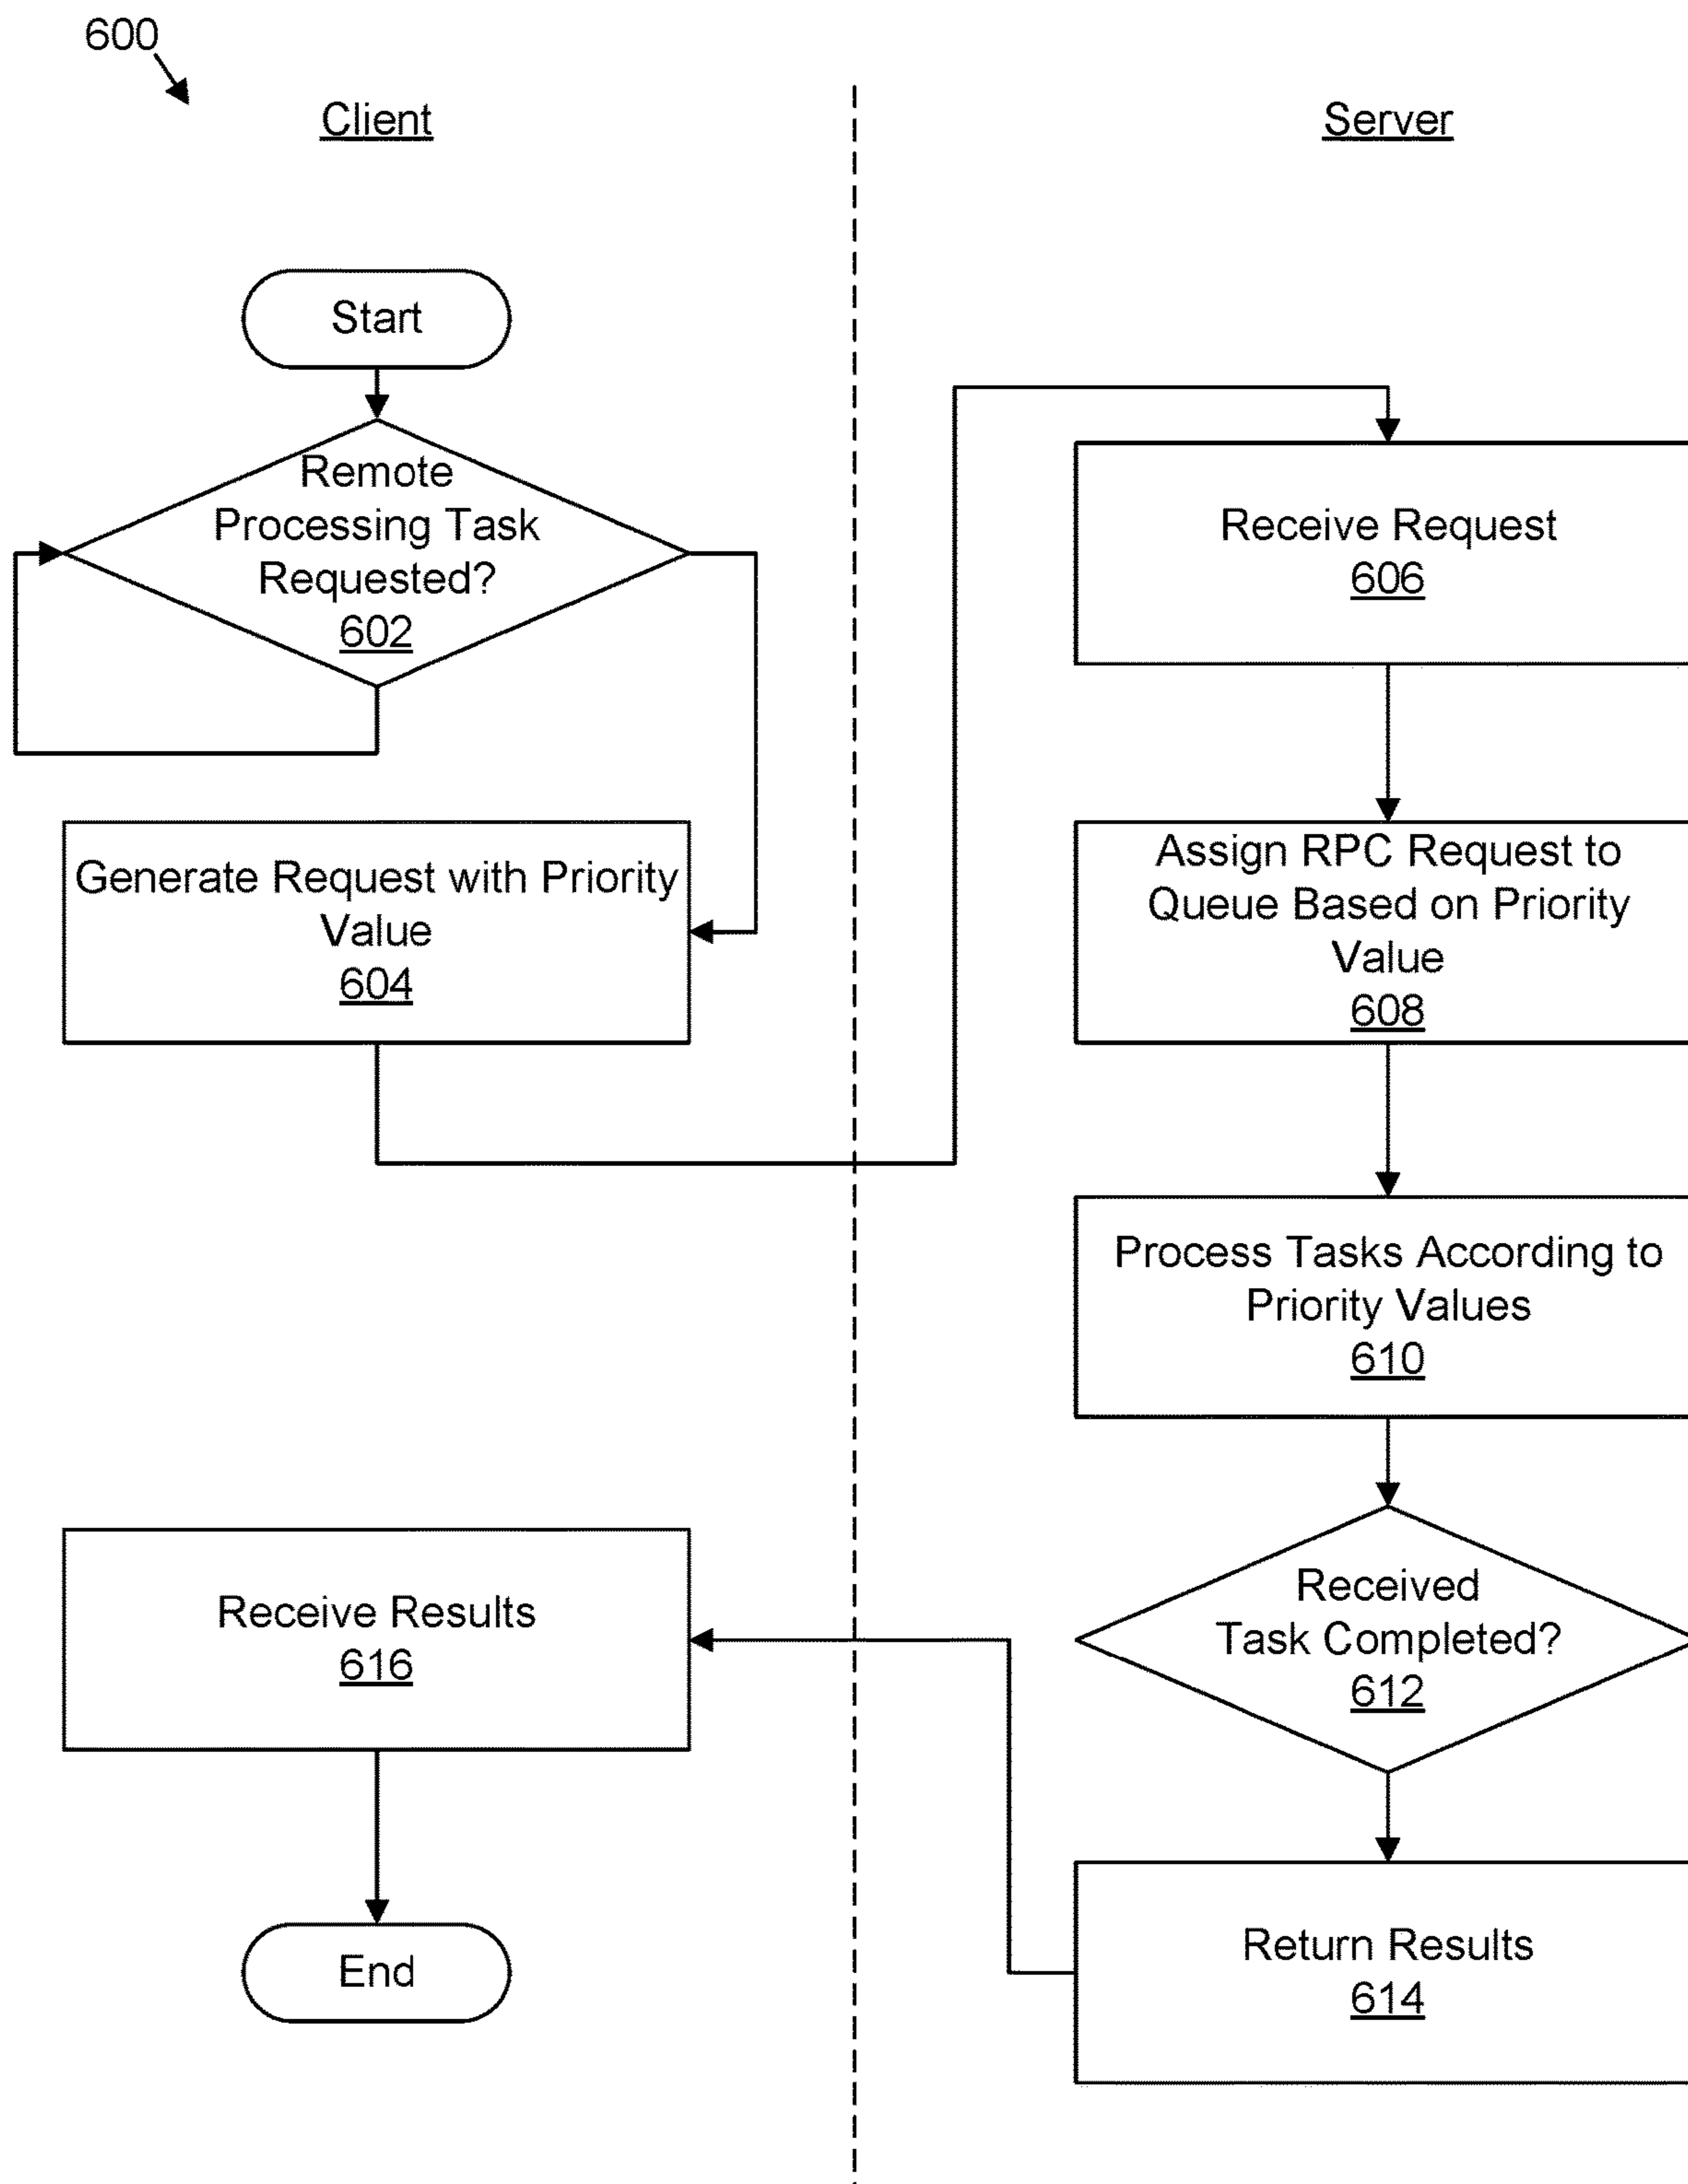 600
Client
Server
Start
Remote
Processing Task
Requested?
602
Generate Request with Priority
Value
604
Receive Request
606
Assign RPC Request to
Queue Based on Priority
Value
608
Process Tasks According to
Priority Values
610
Received
Task Completed?
612
Return Results
614
Receive Results
616
End